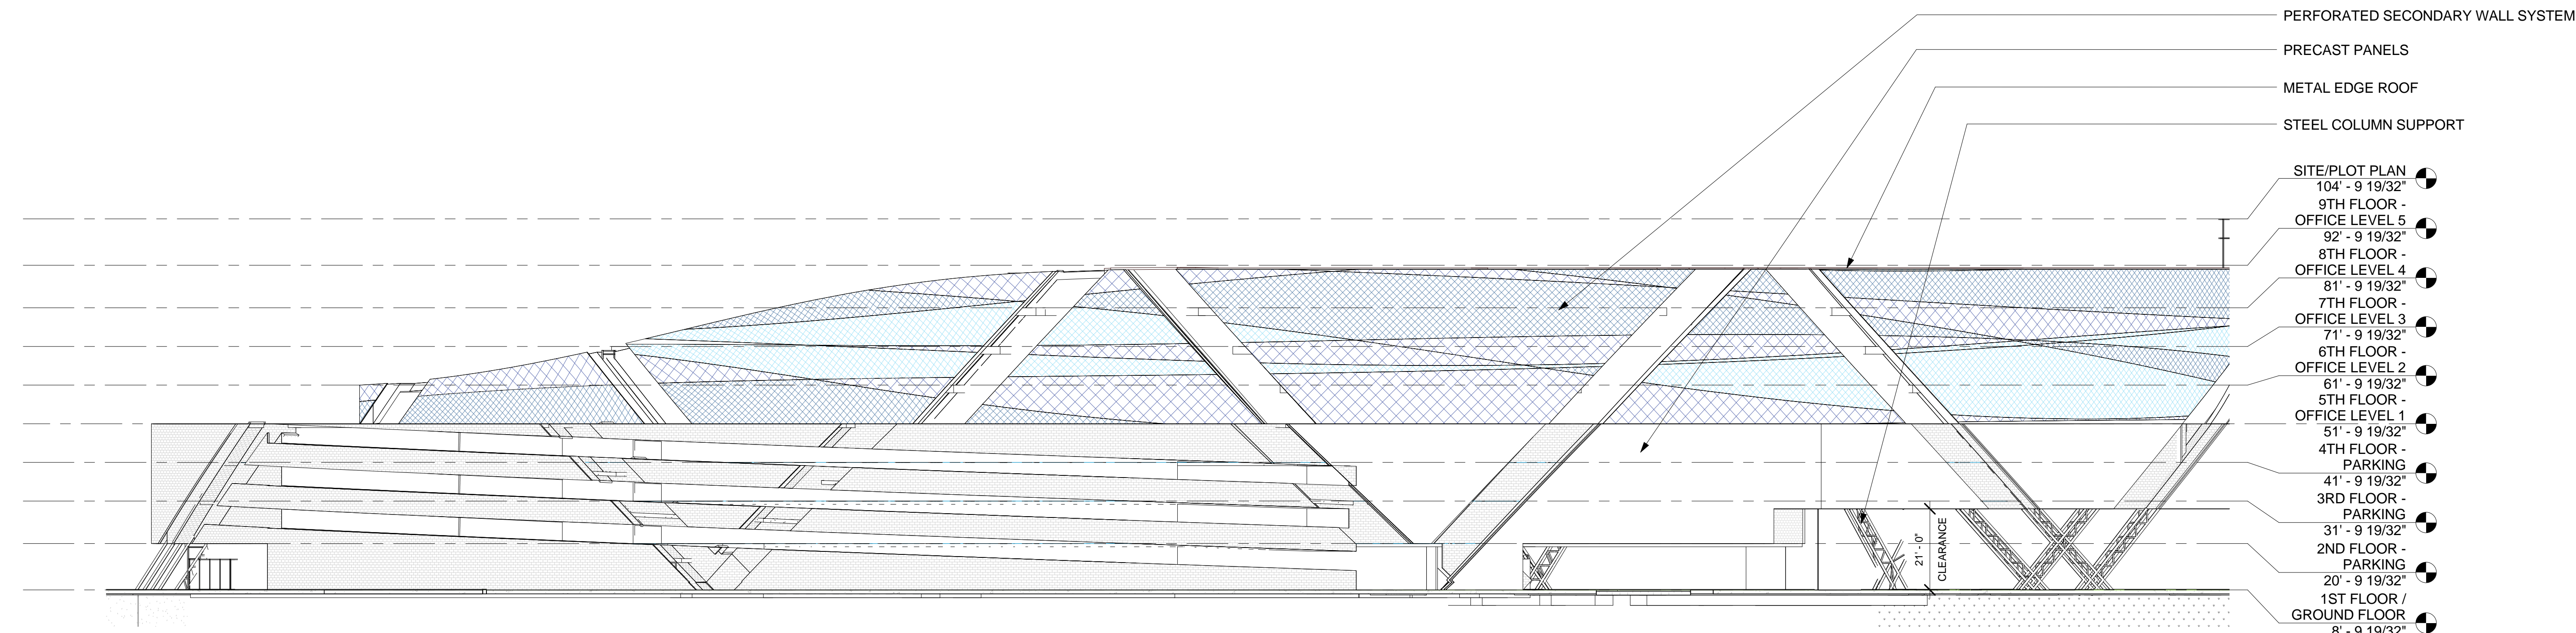 PERFORATED SECONDARY WALL SYSTEM
PRECAST PANELS
METAL EDGE ROOF
STEEL COLUMN SUPPORT
SITE/PLOT PLAN
104' - 9 19/32"
9TH FLOOR -
OFFICE LEVEL 5
92' - 9 19/32"
8TH FLOOR -
OFFICE LEVEL 4
81' - 9 19/32"
7TH FLOOR -
OFFICE LEVEL 3
71' - 9 19/32"
6TH FLOOR -
OFFICE LEVEL 2
61' - 9 19/32"
5TH FLOOR -
OFFICE LEVEL 1
51' - 9 19/32"
4TH FLOOR -
PARKING
41' - 9 19/32"
3RD FLOOR -
PARKING
31' - 9 19/32"
2ND FLOOR -
PARKING
20' - 9 19/32"
1ST FLOOR /
GROUND FLOOR
8' - 9 19/32"
21' - 0"
CLEARANCE